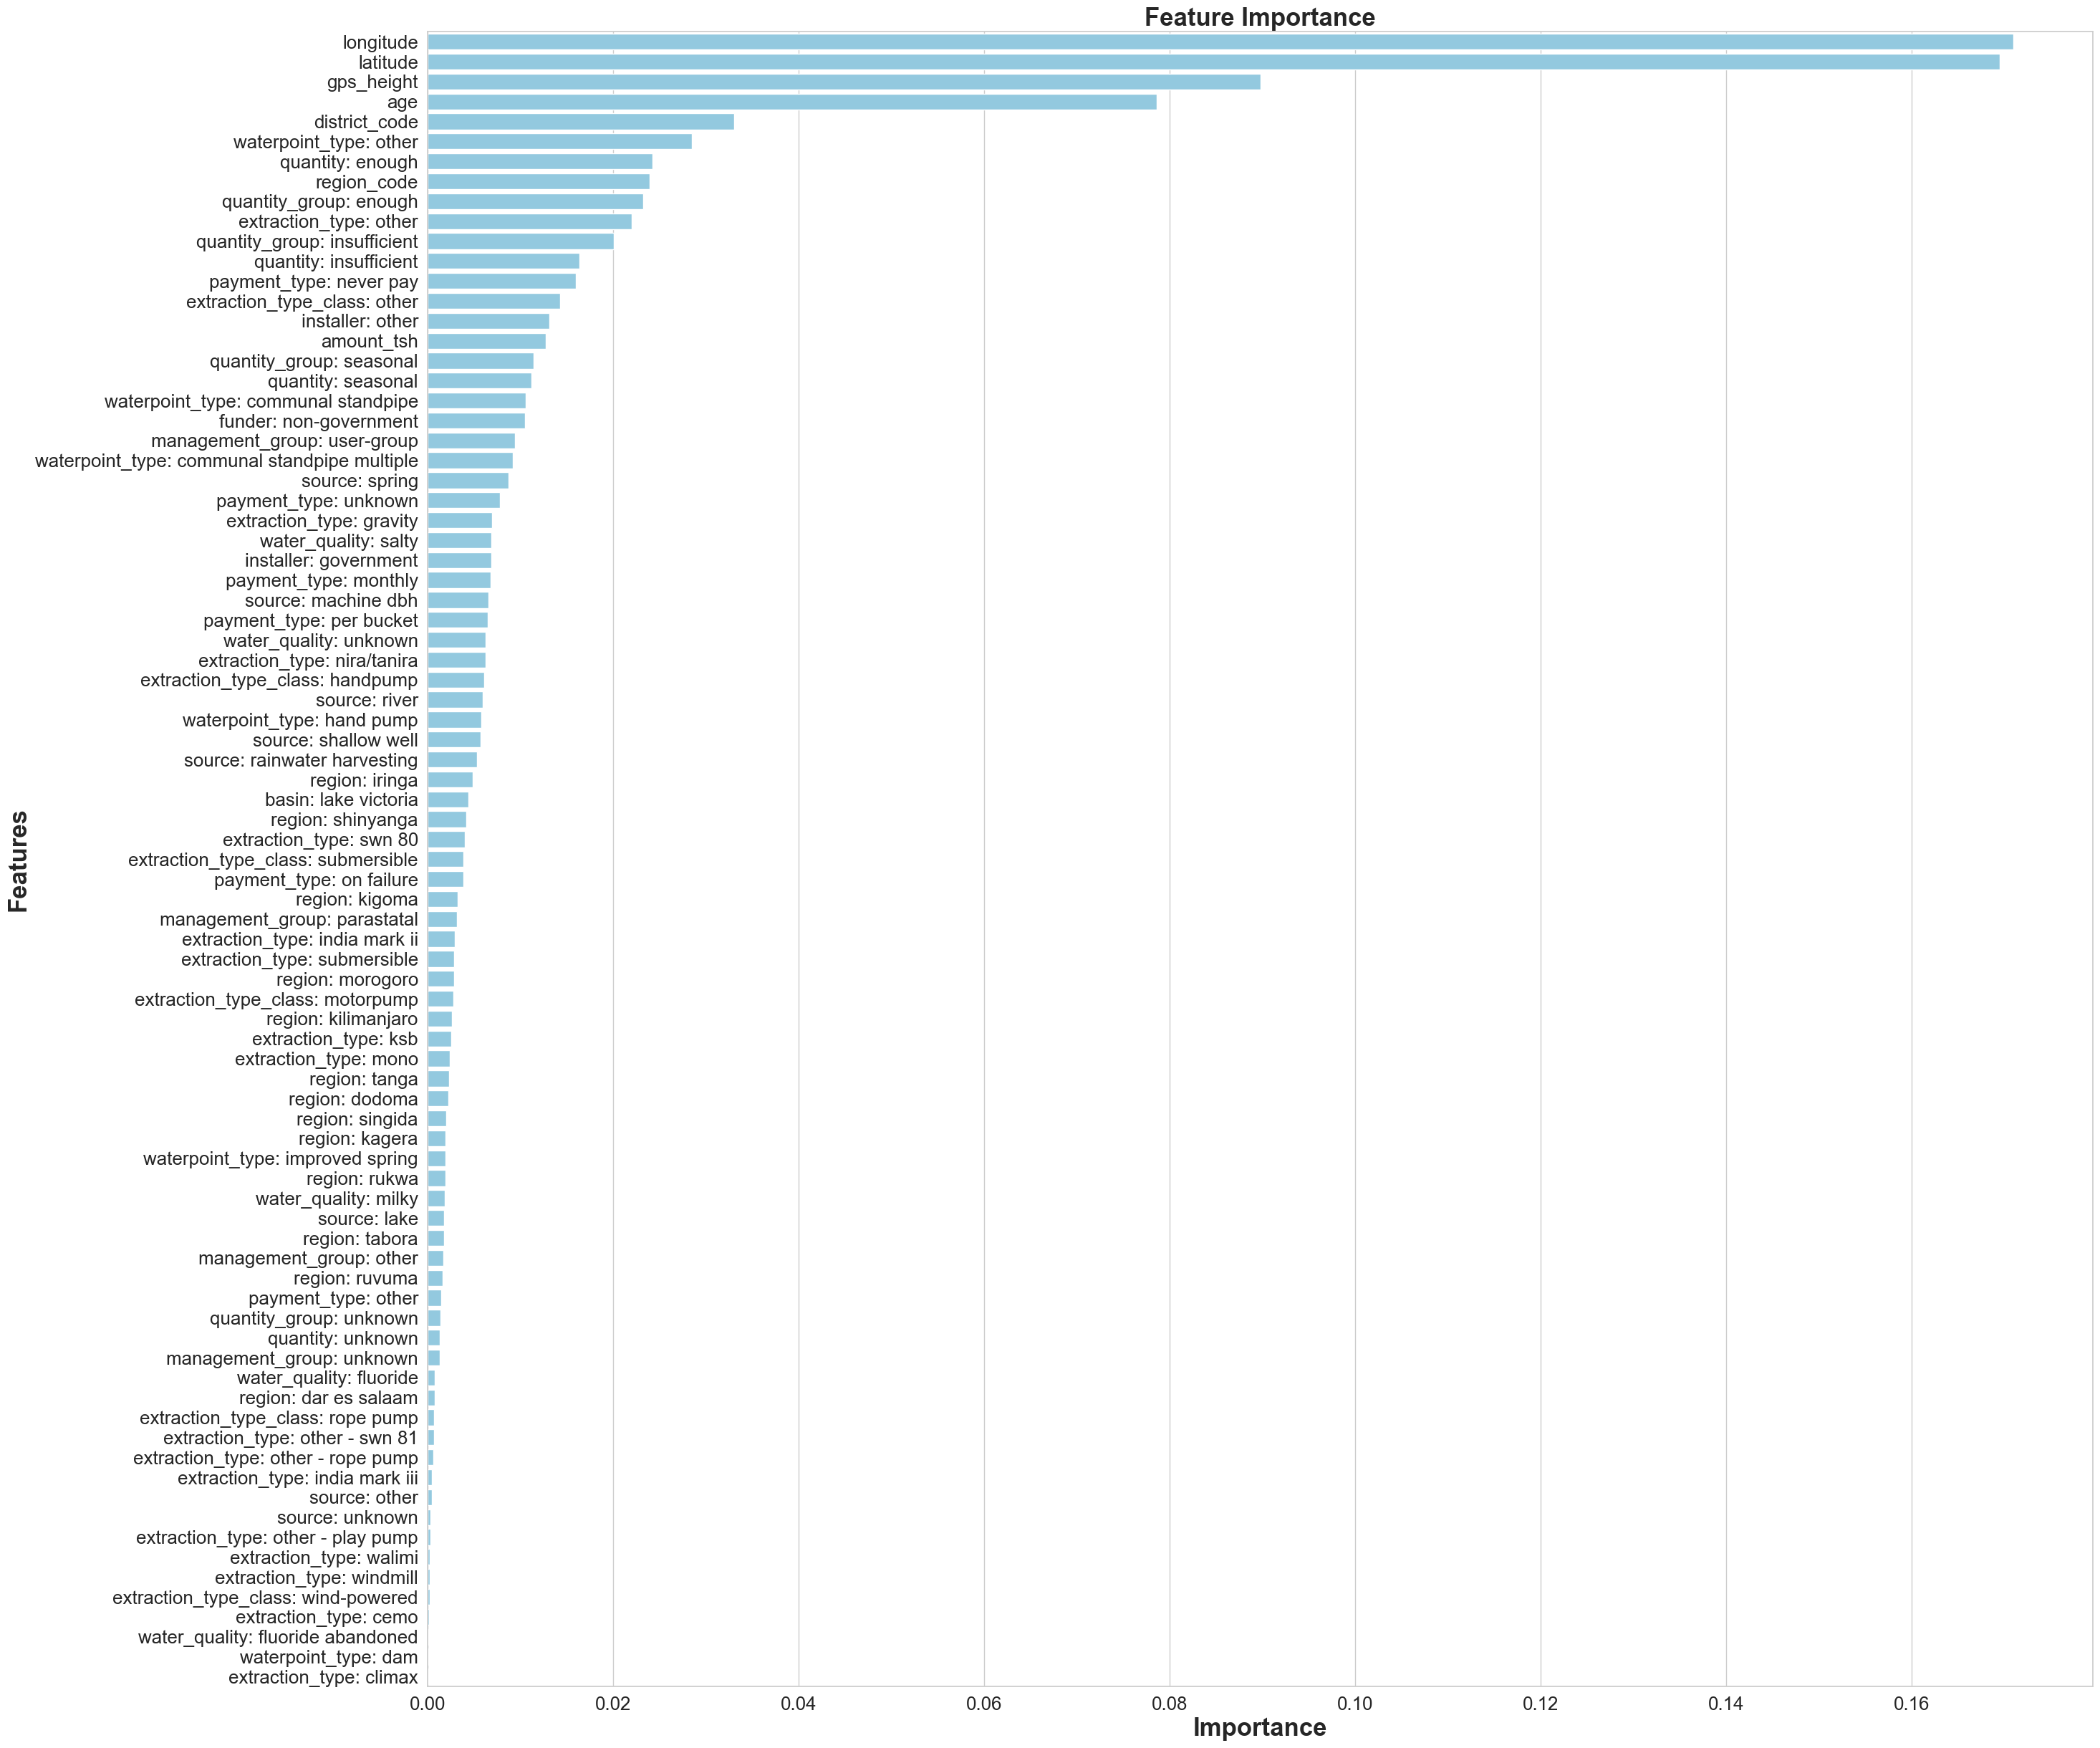 Feature Importance
longitude
latitude
gps_height
age
district_code
waterpoint_type: other
quantity: enough
region_code
quantity_group: enough
extraction_type: other
quantity_group: insufficient
quantity: insufficient
payment_type: never pay
extraction_type_class: other
installer: other
amount_tsh
quantity_group: seasonal
quantity: seasonal
waterpoint_type: communal standpipe
funder: non-government
management_group: user-group
waterpoint_type: communal standpipe multiple
source: spring
payment_type: unknown
extraction_type: gravity
water_quality: salty
installer: government
payment_type: monthly
source: machine dbh
payment_type: per bucket
water_quality: unknown
extraction_type: nira/tanira
extraction_type_class: handpump
source: river
waterpoint_type: hand pump
source: shallow well
source: rainwater harvesting
region: iringa
basin: lake victoria
region: shinyanga
extraction_type: swn 80
extraction_type_class: submersible
payment_type: on failure
region: kigoma
management_group: parastatal
extraction_type: india mark ii
extraction_type: submersible
region: morogoro
extraction_type_class: motorpump
region: kilimanjaro
extraction_type: ksb
extraction_type: mono
region: tanga
region: dodoma
region: singida
region: kagera
waterpoint_type: improved spring
region: rukwa
water_quality: milky
source: lake
region: tabora
management_group: other
region: ruvuma
payment_type: other
quantity_group: unknown
quantity: unknown
management_group: unknown
water_quality: fluoride
region: dar es salaam
extraction_type_class: rope pump
extraction_type: other - swn 81
extraction_type: other - rope pump
extraction_type: india mark iii
source: other
source: unknown
extraction_type: other - play pump
extraction_type: walimi
extraction_type: windmill
extraction_type_class: wind-powered
extraction_type: cemo
water_quality: fluoride abandoned
waterpoint_type: dam
extraction_type: climax
Features
0.00 0.02 0.04 0.06 0.08 0.10 0.12 0.14 0.16
Importance